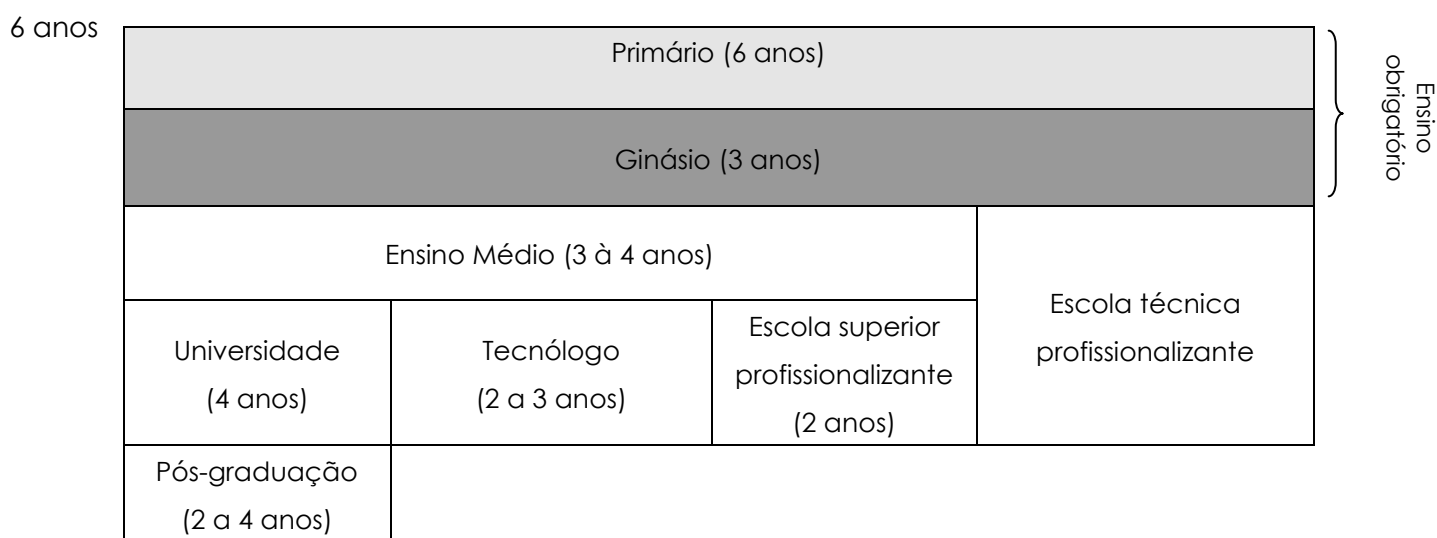 6 anos
Primário (6 anos)
Ensino
obrigatório
Ginásio (3 anos)
Ensino Médio (3 à 4 anos)
Escola técnica
profissionalizante
Universidade
(4 anos)
Tecnólogo
(2 a 3 anos)
Escola superior
profissionalizante
(2 anos)
Pós-graduação
(2 a 4 anos)